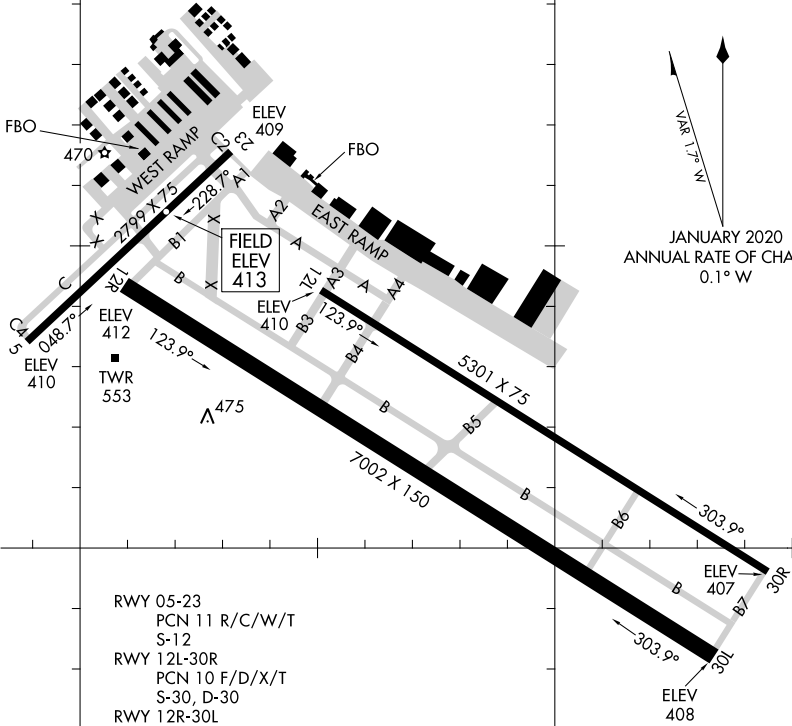 FBO
470
WEST RAMP
ELEV
409
C2
23
A1
FBO
VAR 1.7° W
JANUARY 2020
ANNUAL RATE OF CHA
0.1° W
2799 X 75
228.7°
A2
EAST RAMP
X
X
X
X
B1
A
FIELD
ELEV
413
C
B
12R
12L
A3
A
A4
ELEV
410
B3
123.9°
C4
5
048.7°
ELEV
412
ELEV
410
TWR
553
123.9°
B4
5301 X 75
475
B
B5
7002 X 150
B
B6
303.9°
ELEV
407
30R
B
B7
303.9°
30L
ELEV
408
RWY 05-23
PCN 11 R/C/W/T
S-12
RWY 12L-30R
PCN 10 F/D/X/T
S-30, D-30
RWY 12R-30L